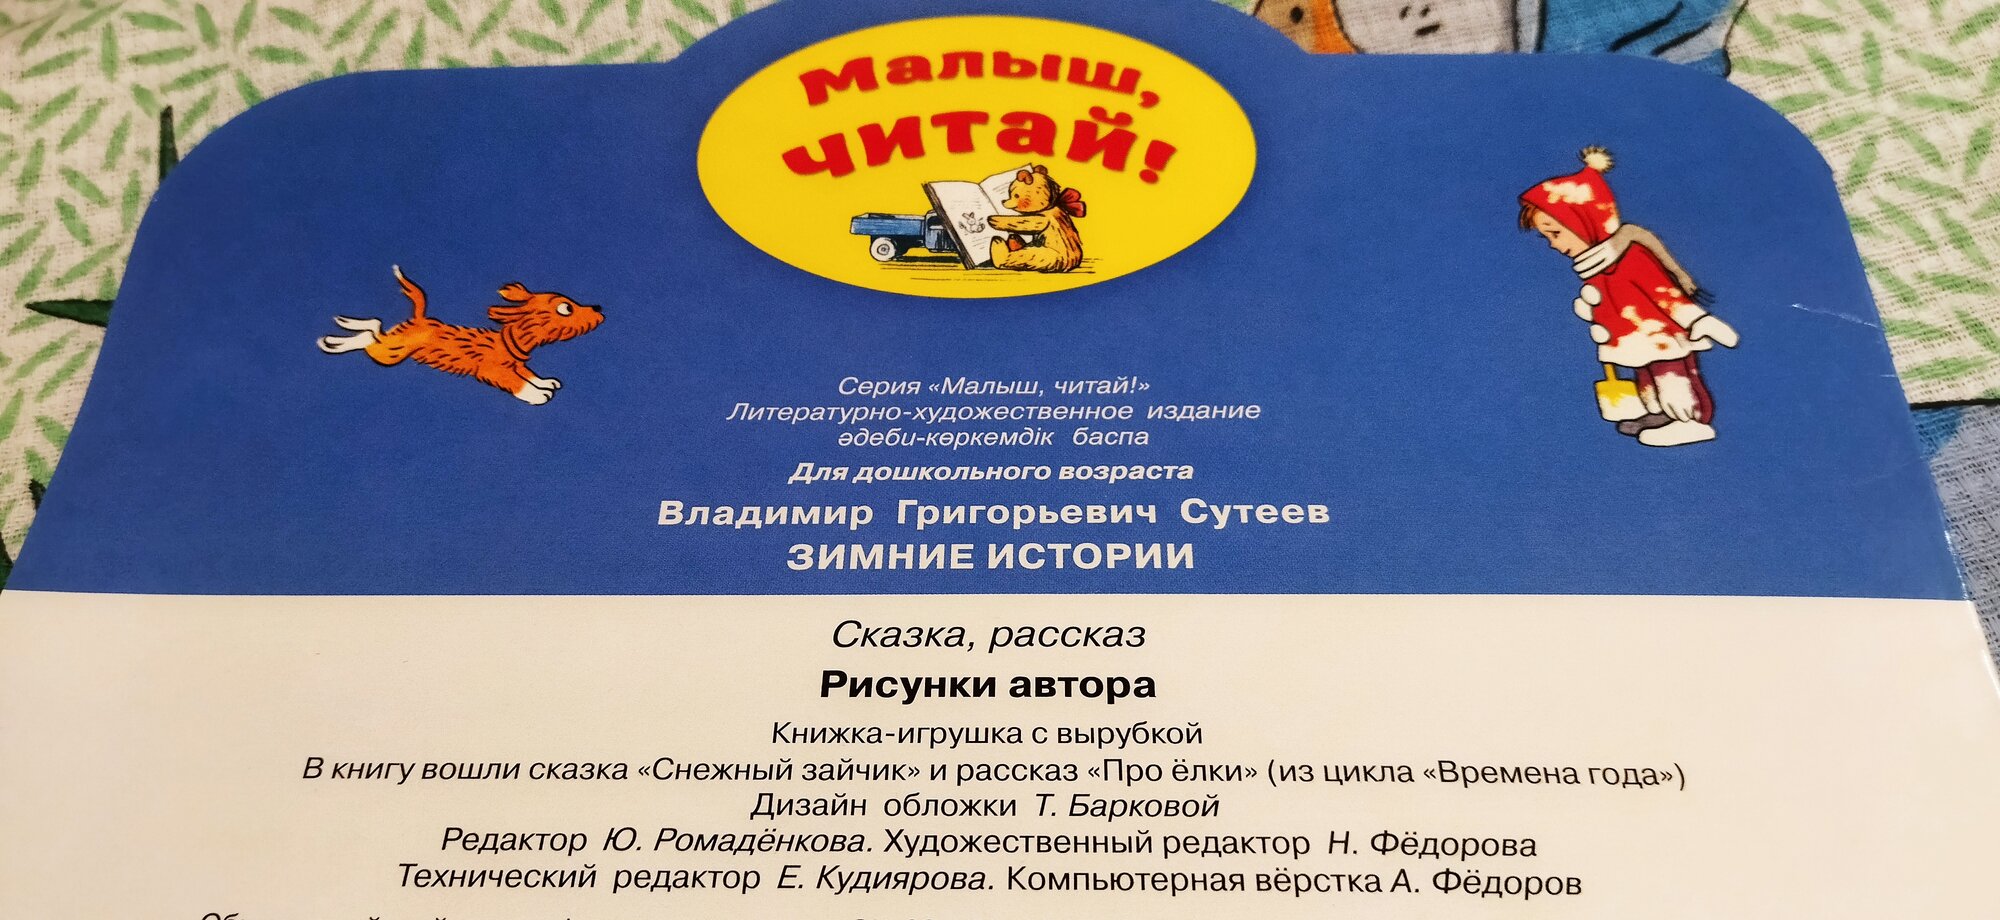 Малыш,
читай!
Серия «Малыш, читай!»
Литературно-художественное издание
әдеби-көркемдік баспа
Для дошкольного возраста
Владимир Григорьевич Сутеев
ЗИМНИЕ ИСТОРИИ
Сказка, рассказ
Рисунки автора
Книжка-игрушка с вырубкой
В книгу вошли сказка «Снежный зайчик» и рассказ «Про ёлки» (из цикла «Времена года»)
Дизайн обложки Т. Барковой
Редактор Ю. Ромадёнкова. Художественный редактор Н. Фёдорова
Технический редактор Е. Кудиярова. Компьютерная вёрстка А. Фёдоров